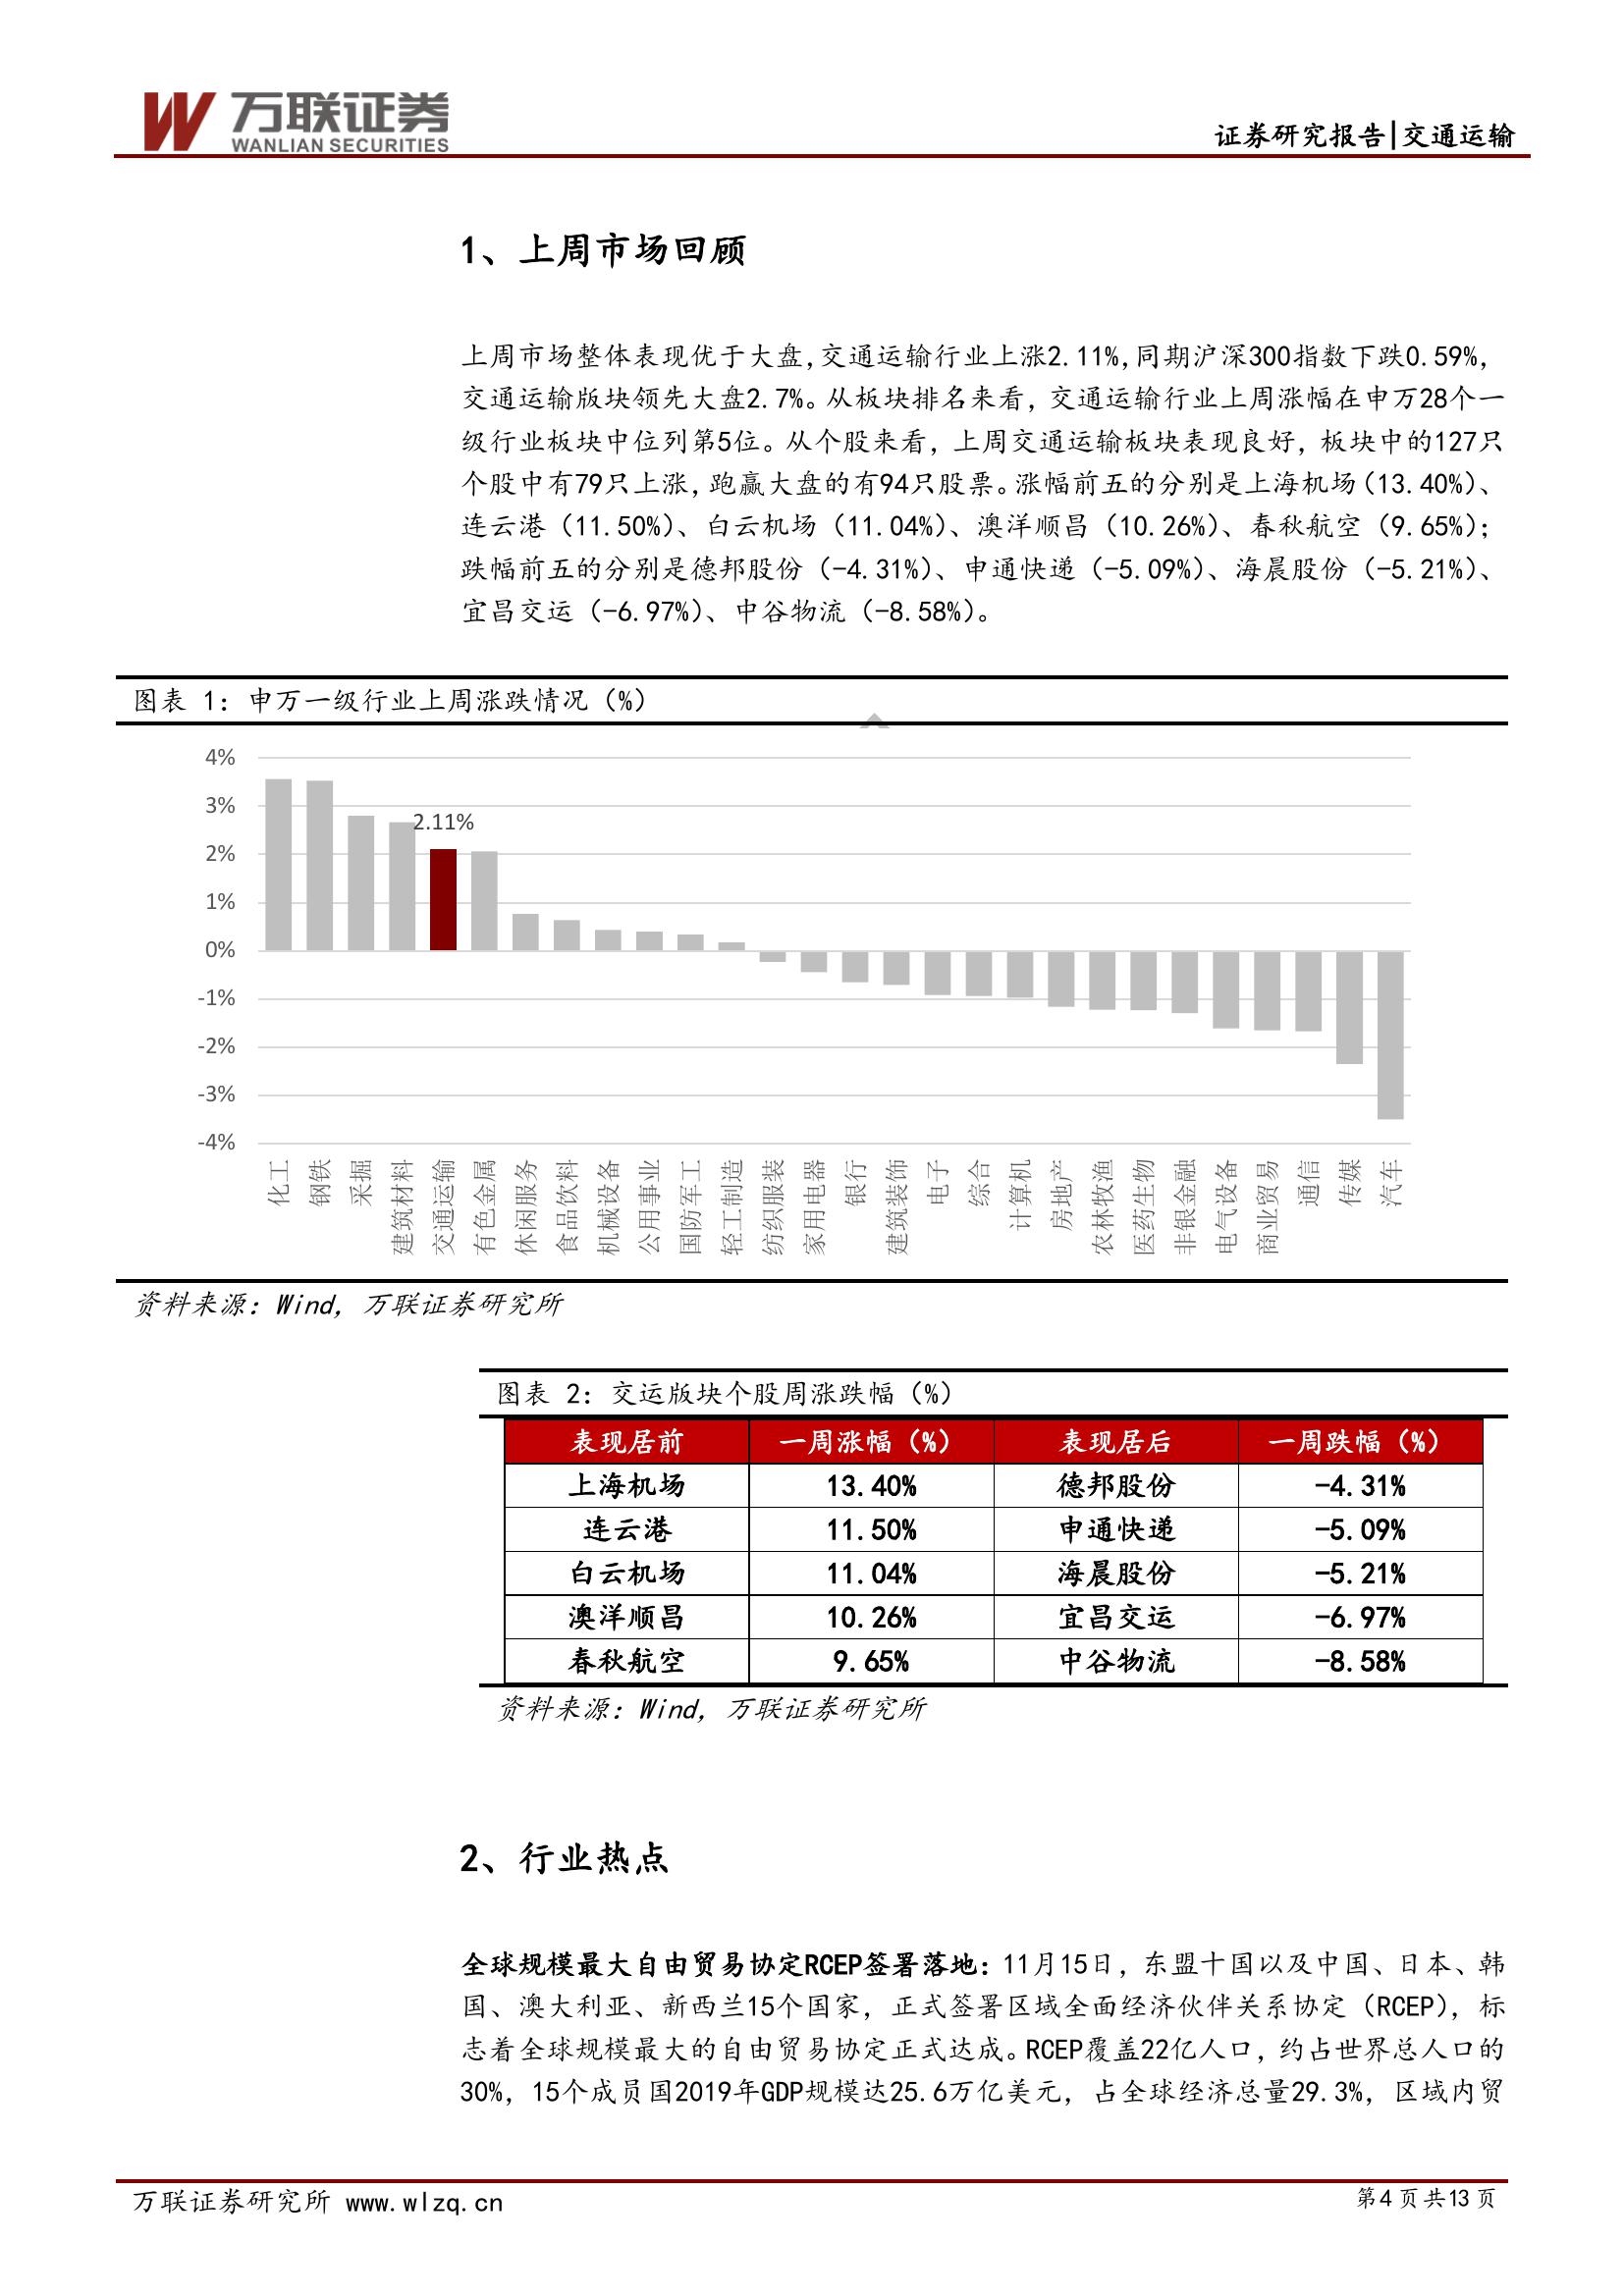 万联证券
WANLIAN SECURITIES
证券研究报告|交通运输
1、上周市场回顾
上周市场整体表现优于大盘,交通运输行业上涨2.11%,同期沪深300指数下跌0.59%,
交通运输版块领先大盘2.7%。从板块排名来看,交通运输行业上周涨幅在申万28个一
级行业板块中位列第5位。从个股来看,上周交通运输板块表现良好,板块中的127只
个股中有79只上涨,跑赢大盘的有94只股票。涨幅前五的分别是上海机场(13.40%)、
连云港(11.50%)、白云机场(11.04%)、澳洋顺昌(10.26%)、春秋航空(9.65%);
跌幅前五的分别是德邦股份(-4.31%)、申通快递(-5.09%)、海晨股份(-5.21%)、
宜昌交运(-6.97%)、中谷物流(-8.58%)。
图表 1:申万一级行业上周涨跌情况(%)
4%
3%
2%
1%
0%
-1%
-2%
-3%
-4%
2.11%
化工
钢铁
采掘
建筑材料
交通运输
有色金属
休闲服务
食品饮料
机械设备
公用事业
国防军工
轻工制造
纺织服装
家用电器
银行
建筑装饰
电子
综合
计算机
房地产
农林牧渔
医药生物
非银金融
电气设备
商业贸易
通信
传媒
汽车
资料来源:Wind,万联证券研究所
图表 2:交运版块个股周涨跌幅(%)
表现居前 一周涨幅(%) 表现居后 一周跌幅(%)
上海机场 13.40% 德邦股份 -4.31%
连云港 11.50% 申通快递 -5.09%
白云机场 11.04% 海晨股份 -5.21%
澳洋顺昌 10.26% 宜昌交运 -6.97%
春秋航空 9.65% 中谷物流 -8.58%
资料来源:Wind,万联证券研究所
2、行业热点
全球规模最大自由贸易协定RCEP签署落地:11月15日,东盟十国以及中国、日本、韩
国、澳大利亚、新西兰15个国家,正式签署区域全面经济伙伴关系协定(RCEP),标
志着全球规模最大的自由贸易协定正式达成。RCEP覆盖22亿人口,约占世界总人口的
30%,15个成员国2019年GDP规模达25.6万亿美元,占全球经济总量29.3%,区域内贸
万联证券研究所 www.wlzq.cn
第4页共13页